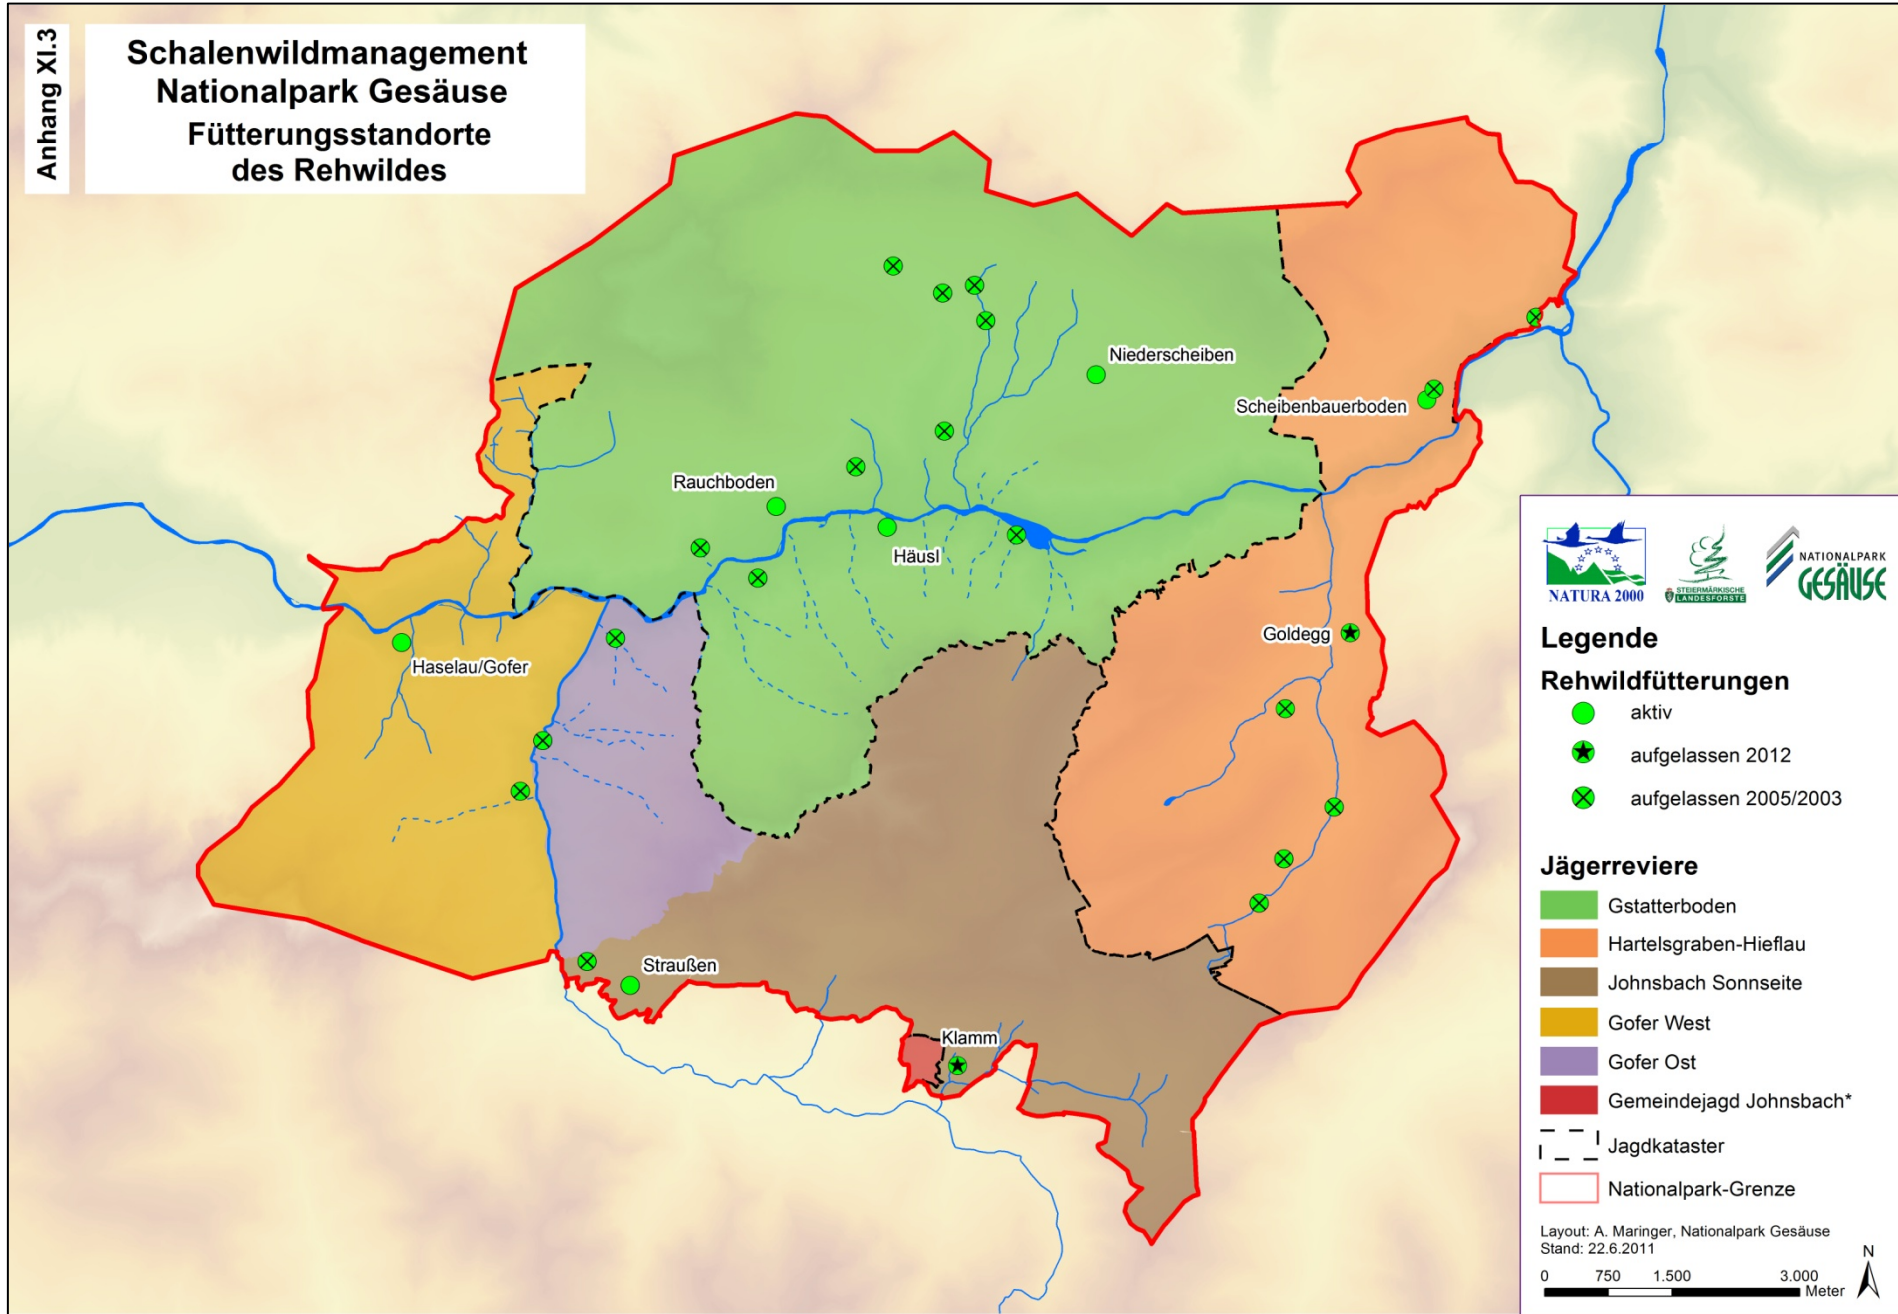 Anhang XI.3
Schalenwildmanagement
Nationalpark Gesäuse
Fütterungsstandorte
des Rehwildes
Niederscheiben
Scheibenbauerboden
Rauchboden
Häusl
Haselau/Gofer
Goldegg
Straußen
Klamm
NATURA 2000
STEIERMÄRKISCHE
LANDESFORSTE
NATIONALPARK
GESÄUSE
Legende
Rehwildfütterungen
aktiv
aufgelassen 2012
aufgelassen 2005/2003
Jägerreviere
Gstatterboden
Hartelsgraben-Hieflau
Johnsbach Sonnseite
Gofer West
Gofer Ost
Gemeindejagd Johnsbach*
Jagdkataster
Nationalpark-Grenze
Layout: A. Maringer, Nationalpark Gesäuse
Stand: 22.6.2011
N
0 750 1.500 3.000
Meter